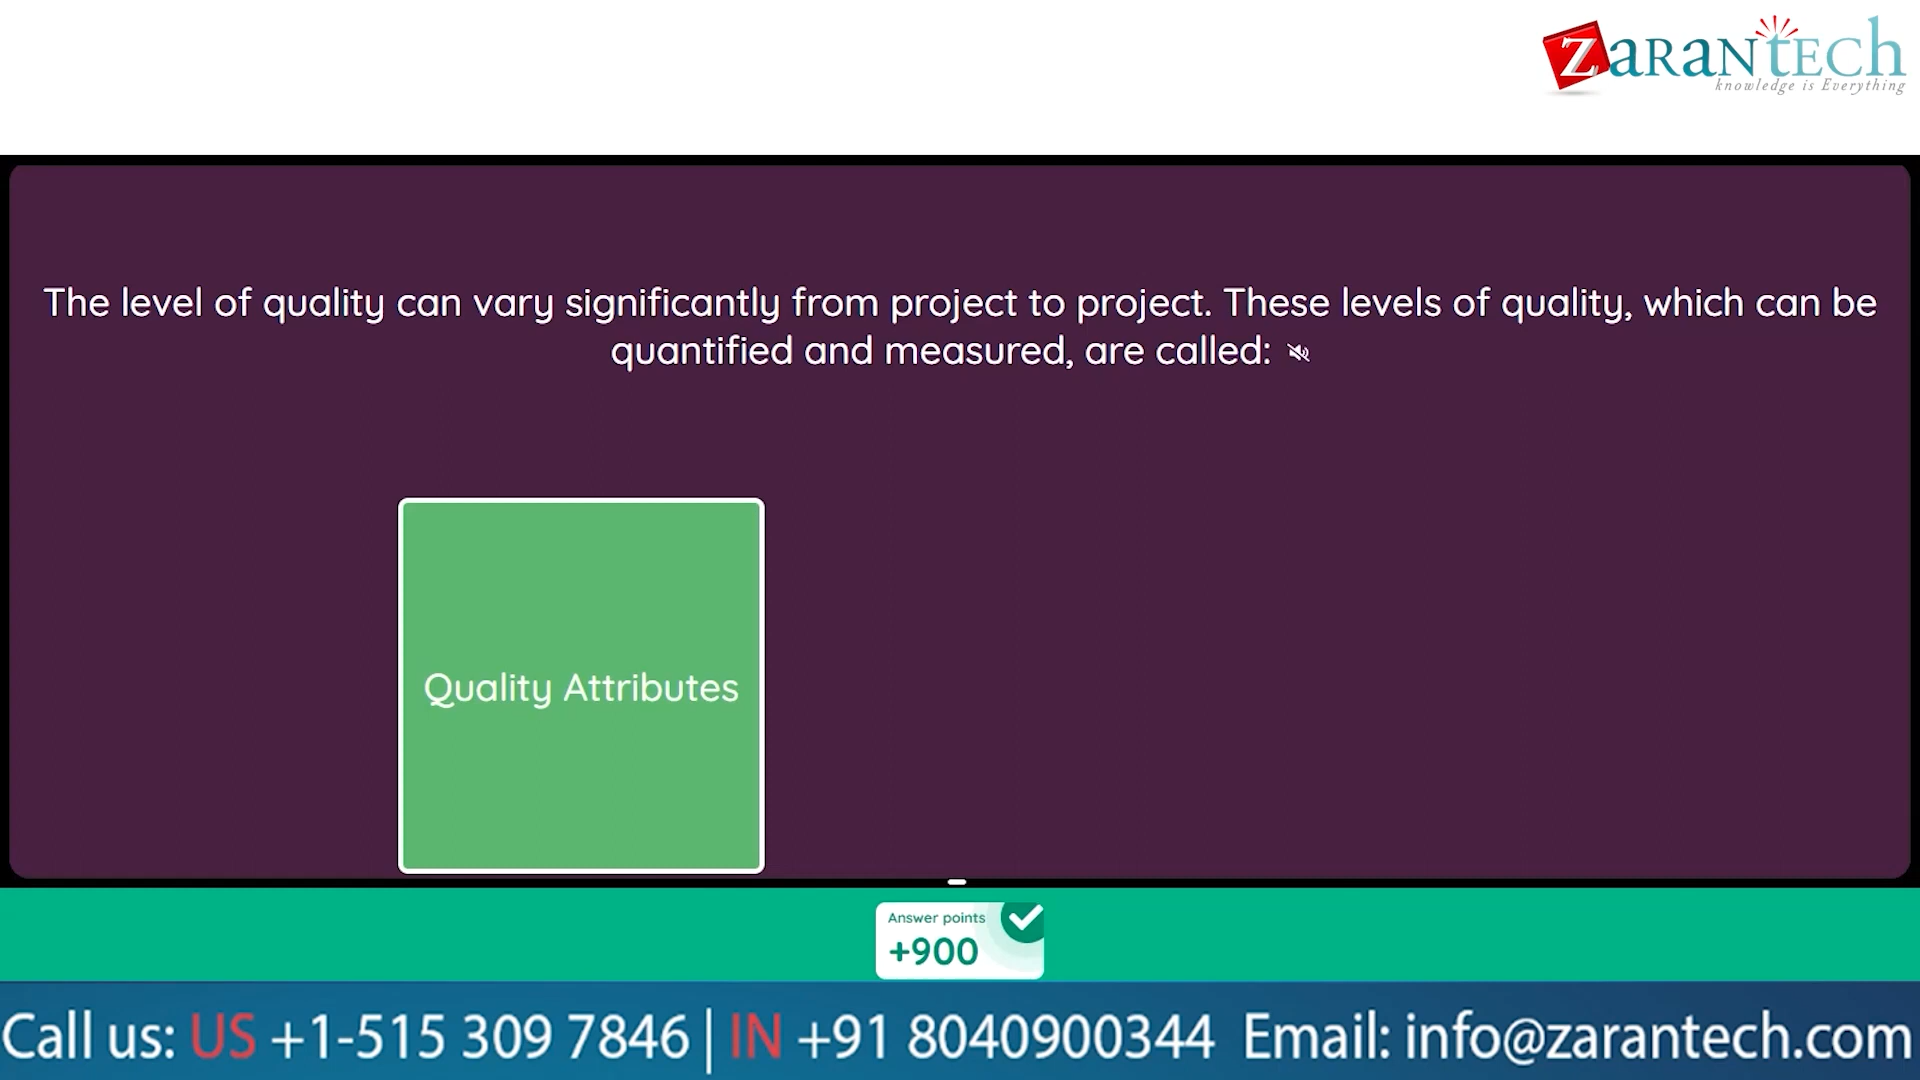 ZARANTECH
knowledge is Everything
The level of quality can vary significantly from project to project. These levels of quality, which can be
quantified and measured, are called:
Quality Attributes
Answer points
+900
Call us: US +1-515 309 7846 | IN +91 8040900344 Email: info@zarantech.com